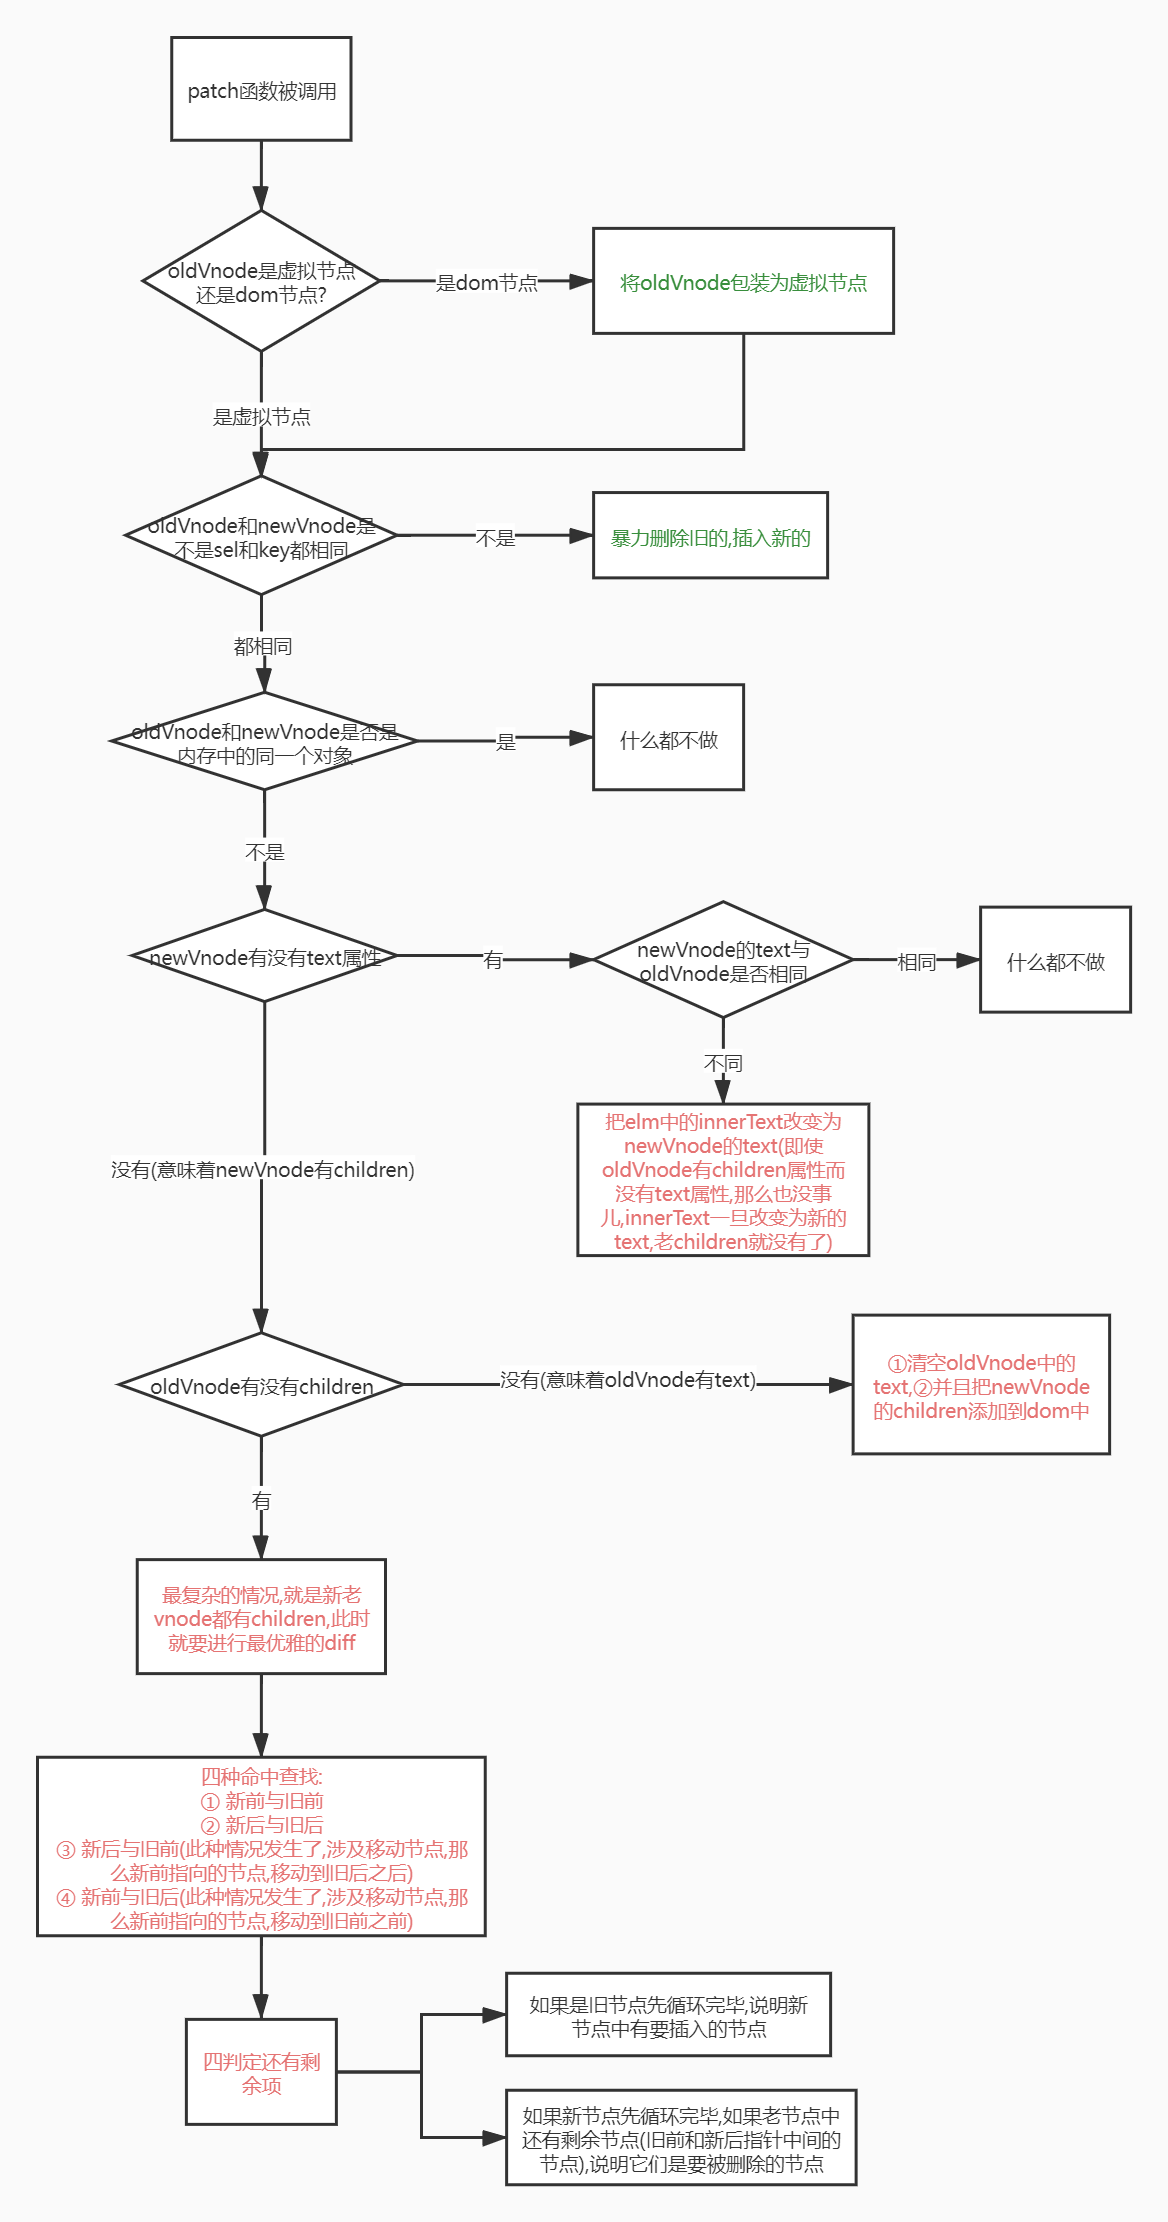 patch函数被调用
oldVnode是虚拟节点
还是dom节点?
是dom节点
将oldVnode包装为虚拟节点
是虚拟节点
oldVnode和newVnode是
不是sel和key都相同
不是
暴力删除旧的,插入新的
都相同
oldVnode和newVnode是否是
内存中的同一个对象
是
什么都不做
不是
newVnode有没有text属性
有
newVnode的text与
oldVnode是否相同
相同
什么都不做
不同
把elm中的innerText改变为
newVnode的text(即使
oldVnode有children属性而
没有text属性,那么也没事
儿,innerText一旦改变为新的
text,老children就没有了)
没有(意味着newVnode有children)
oldVnode有没有children
没有(意味着oldVnode有text)
①清空oldVnode中的
text,②并且把newVnode
的children添加到dom中
有
最复杂的情况,就是新老
vnode都有children,此时
就要进行最优雅的diff
四种命中查找:
① 新前与旧前
② 新后与旧后
③ 新后与旧前(此种情况发生了,涉及移动节点,那
么新前指向的节点,移动到旧后之后)
④ 新前与旧后(此种情况发生了,涉及移动节点,那
么新前指向的节点,移动到旧前之前)
四判定还有剩
余项
如果是旧节点先循环完毕,说明新
节点中有要插入的节点
如果新节点先循环完毕,如果老节点中
还有剩余节点(旧前和新后指针中间的
节点),说明它们是要被删除的节点